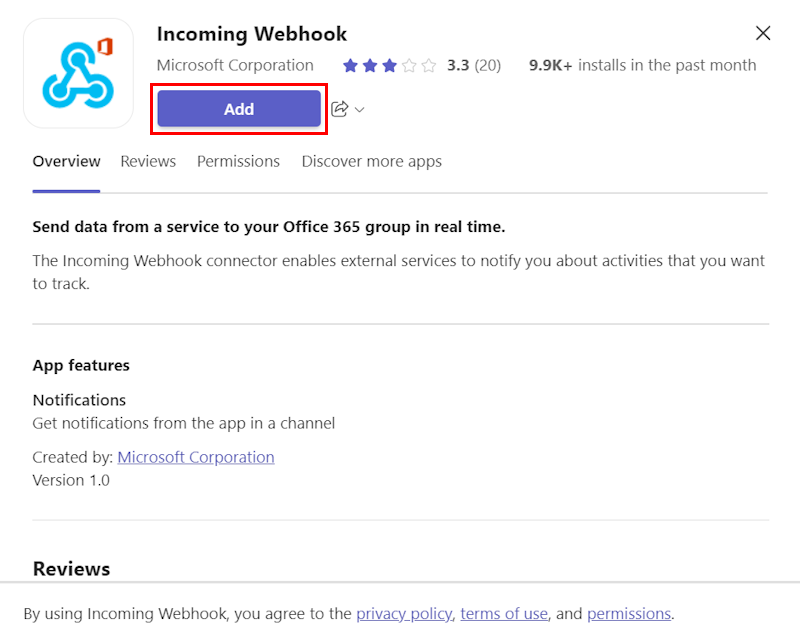 Incoming Webhook
Microsoft Corporation 3.3 (20) 9.9K+ installs in the past month
Add
Overview Reviews Permissions Discover more apps
Send data from a service to your Office 365 group in real time.
The Incoming Webhook connector enables external services to notify you about activities that you want
to track.
App features
Notifications
Get notifications from the app in a channel
Created by: Microsoft Corporation
Version 1.0
Reviews
By using Incoming Webhook, you agree to the privacy policy, terms of use, and permissions.